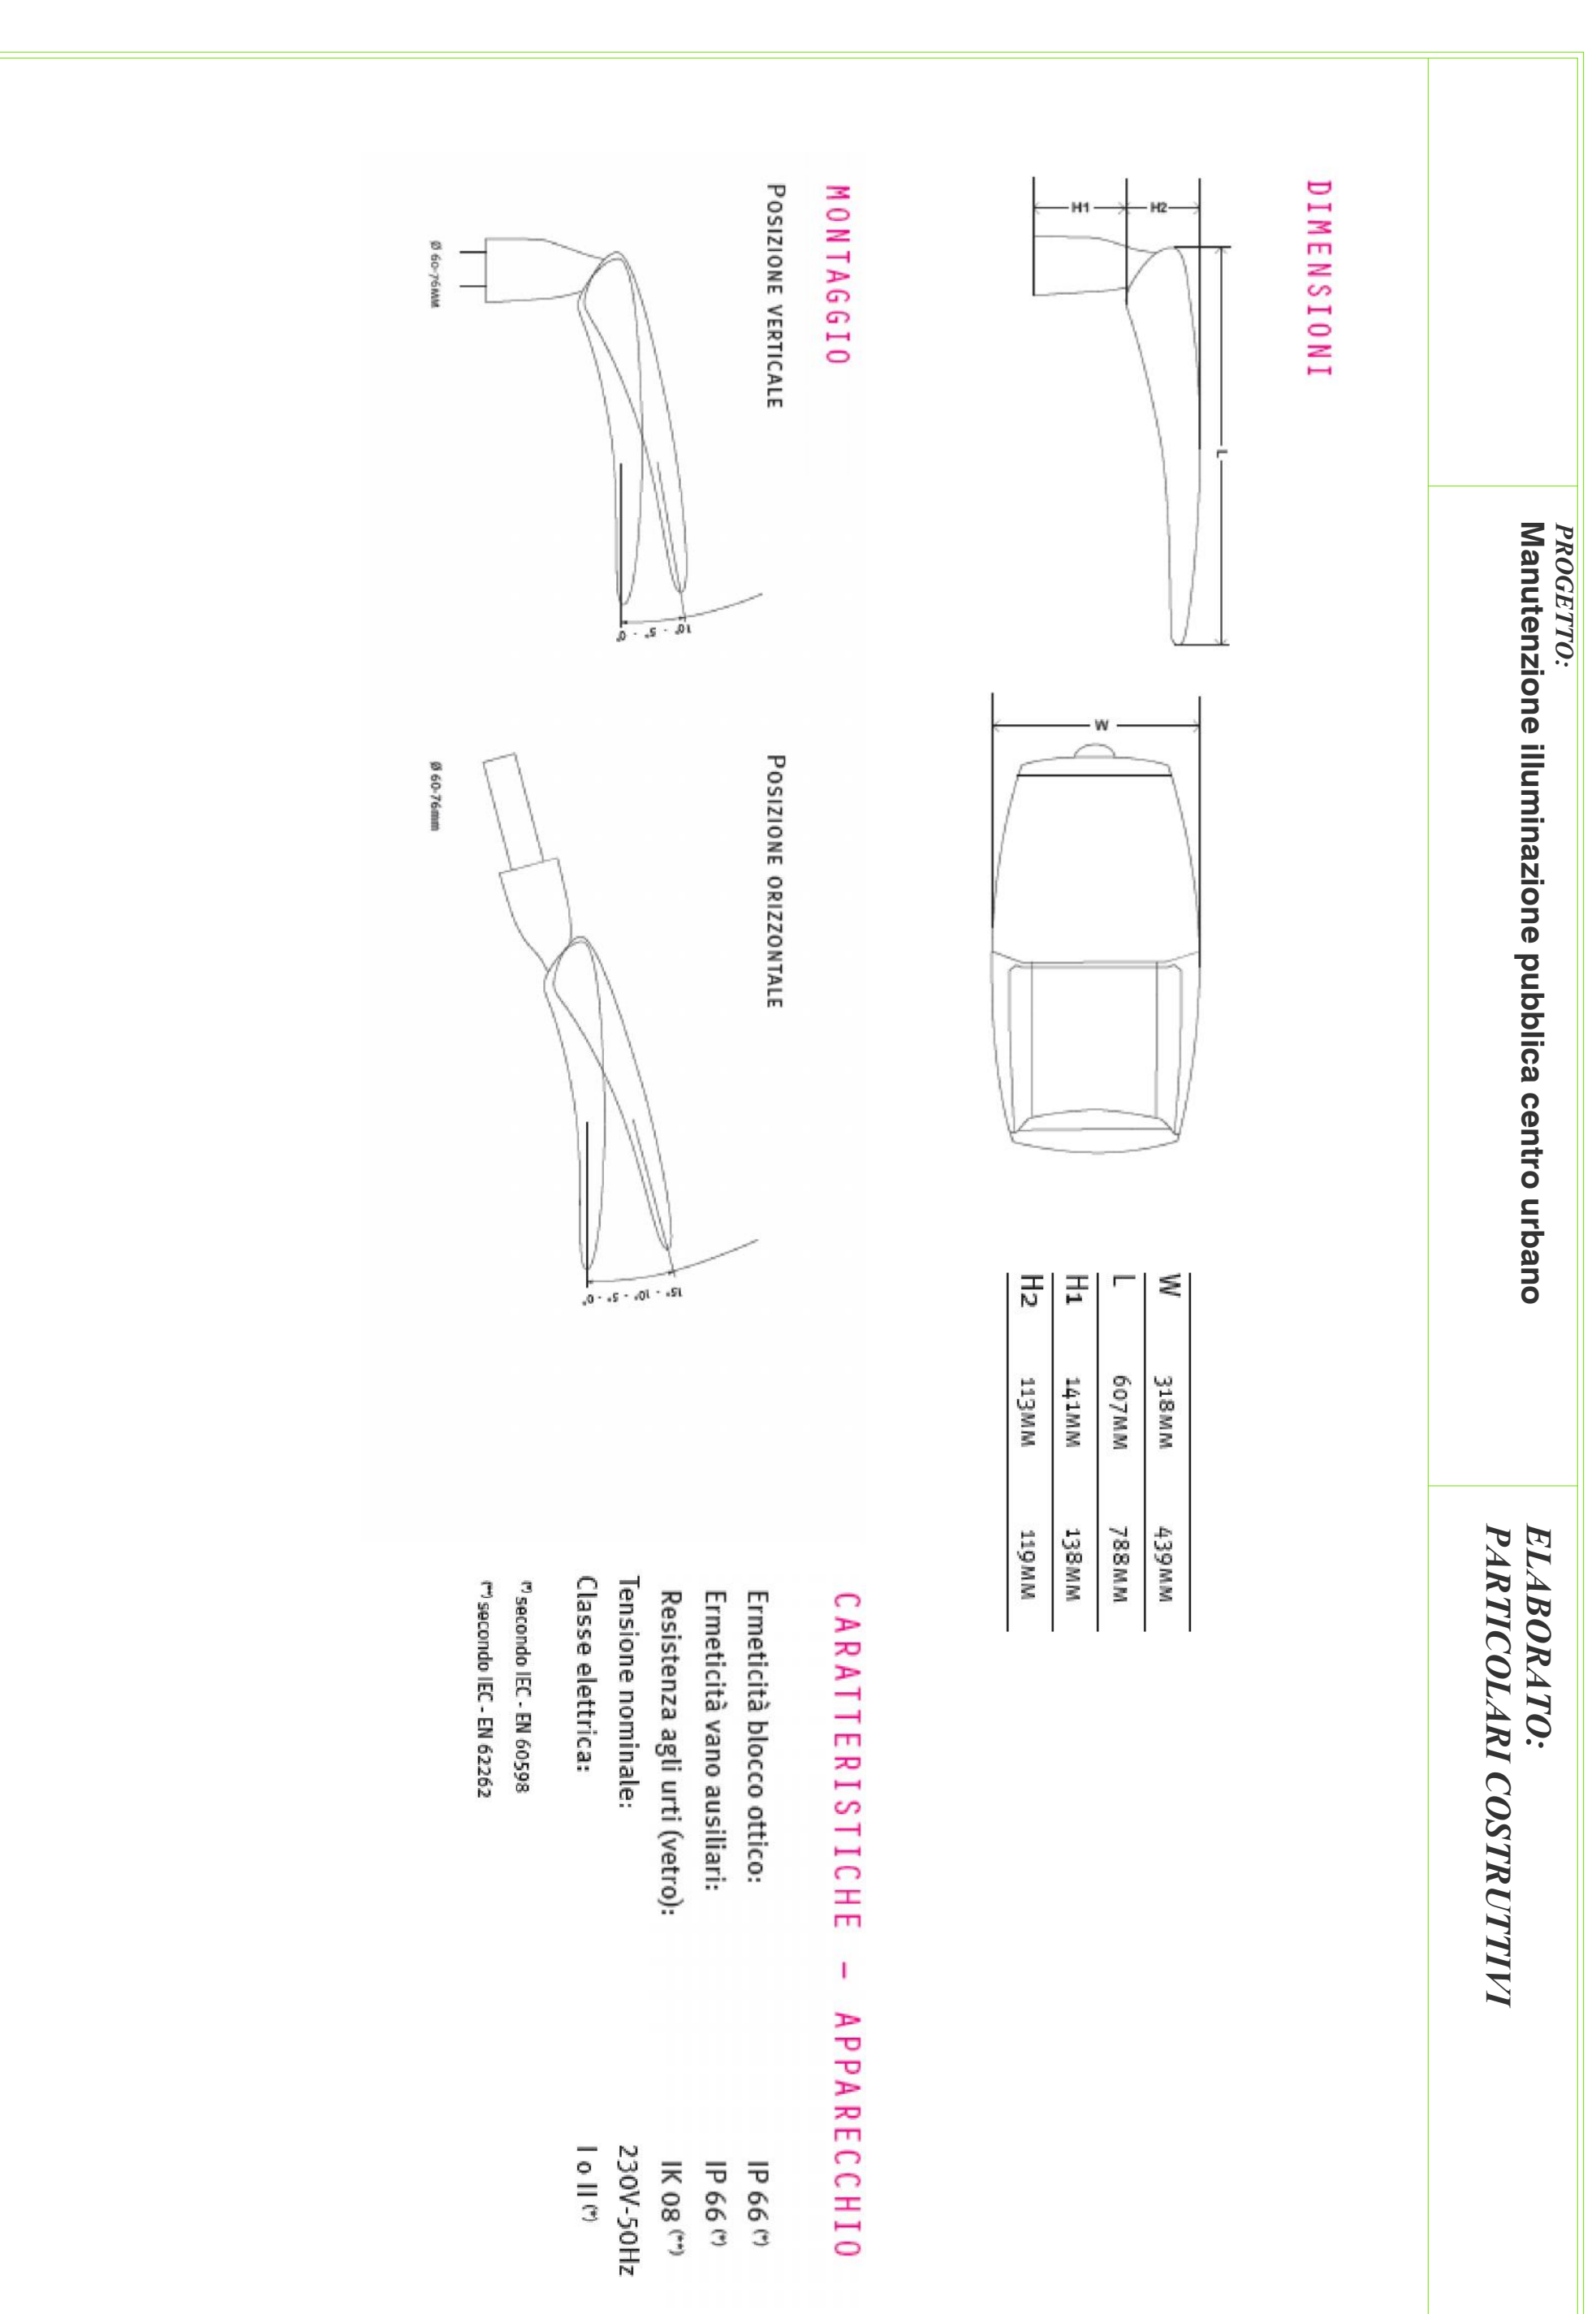 PROGETTO:
Manutenzione illuminazione pubblica centro urbano
ELABORATO:
PARTICOLARI COSTRUTTIVI
DIMENSIONI
L
H2
H1
W
W 318MM 439MM
L 607MM 788MM
H1 141MM 138MM
H2 113MM 119MM
MONTAGGIO
POSIZIONE VERTICALE
10° - 5° - 0°
Ø 60-76MM
POSIZIONE ORIZZONTALE
15° - 10° - 5° - 0°
Ø 60-76mm
CARATTERISTICHE - APPARECCHIO
Ermeticità blocco ottico: IP 66 (*)
Ermeticità vano ausiliari: IP 66 (*)
Resistenza agli urti (vetro): IK 08 (**)
Tensione nominale: 230V-50Hz
Classe elettrica: I o II (*)
(*) secondo IEC - EN 60598
(**) secondo IEC - EN 62262